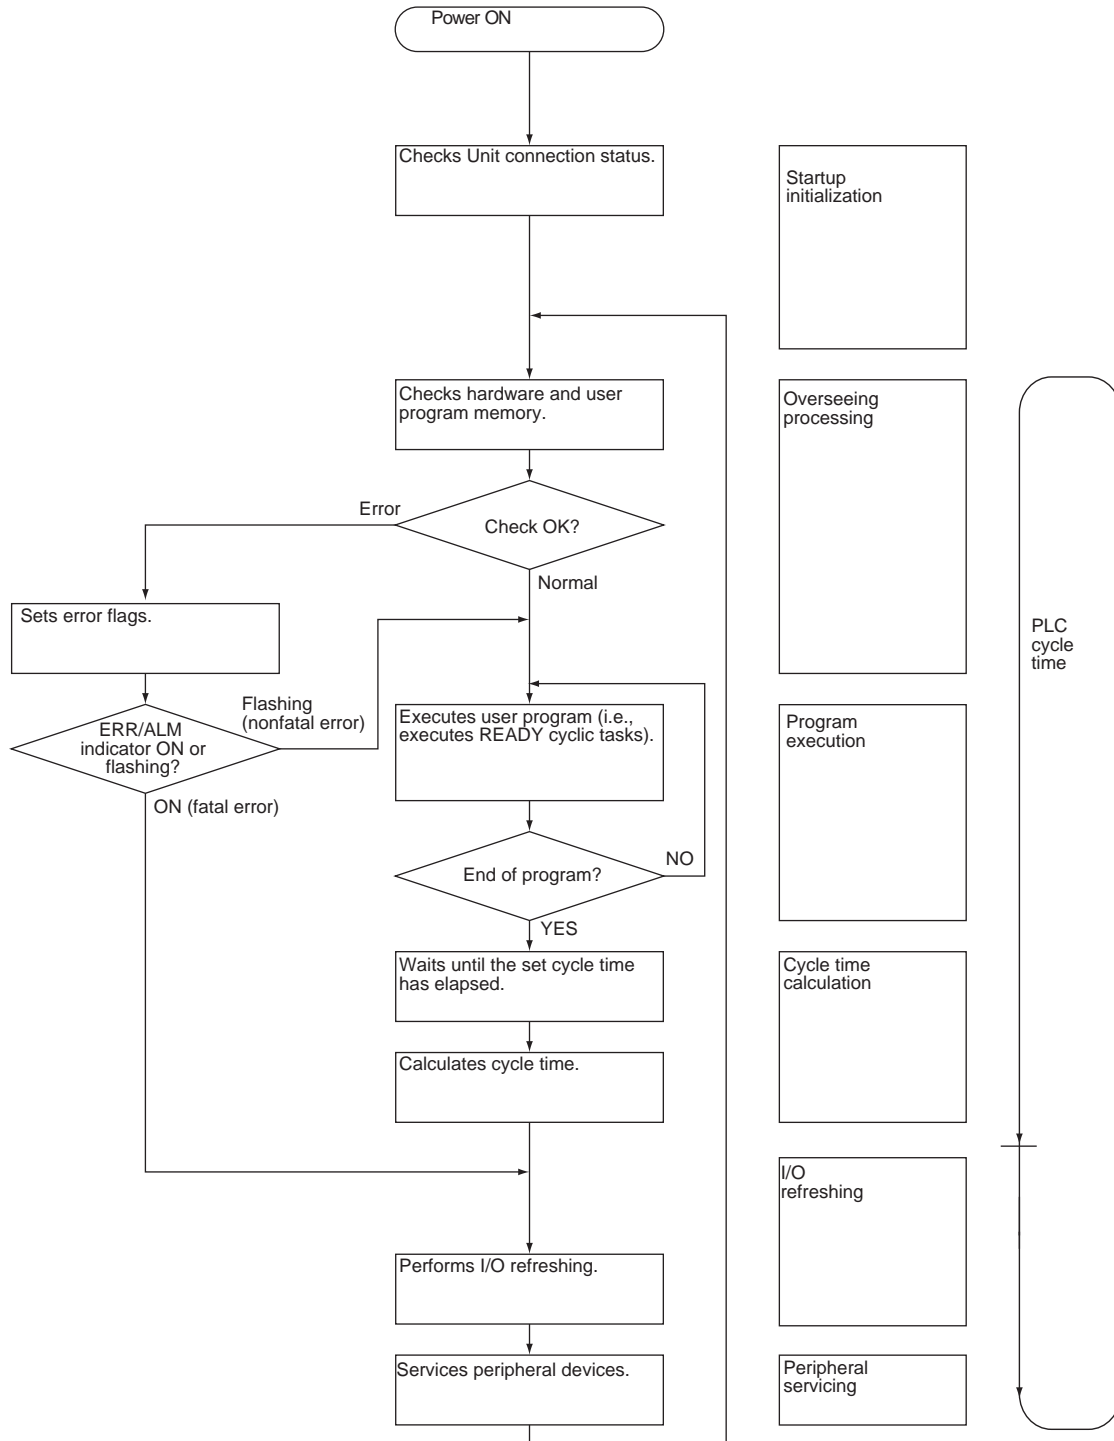 Power ON
Checks Unit connection status.
Startup
initialization
Checks hardware and user
program memory.
Overseeing
processing
Error
Check OK?
Normal
Sets error flags.
PLC
cycle
time
Flashing
(nonfatal error)
ERR/ALM
indicator ON or
flashing?
Executes user program (i.e.,
executes READY cyclic tasks).
Program
execution
ON (fatal error)
End of program?
NO
YES
Waits until the set cycle time
has elapsed.
Cycle time
calculation
Calculates cycle time.
I/O
refreshing
Performs I/O refreshing.
Services peripheral devices.
Peripheral
servicing